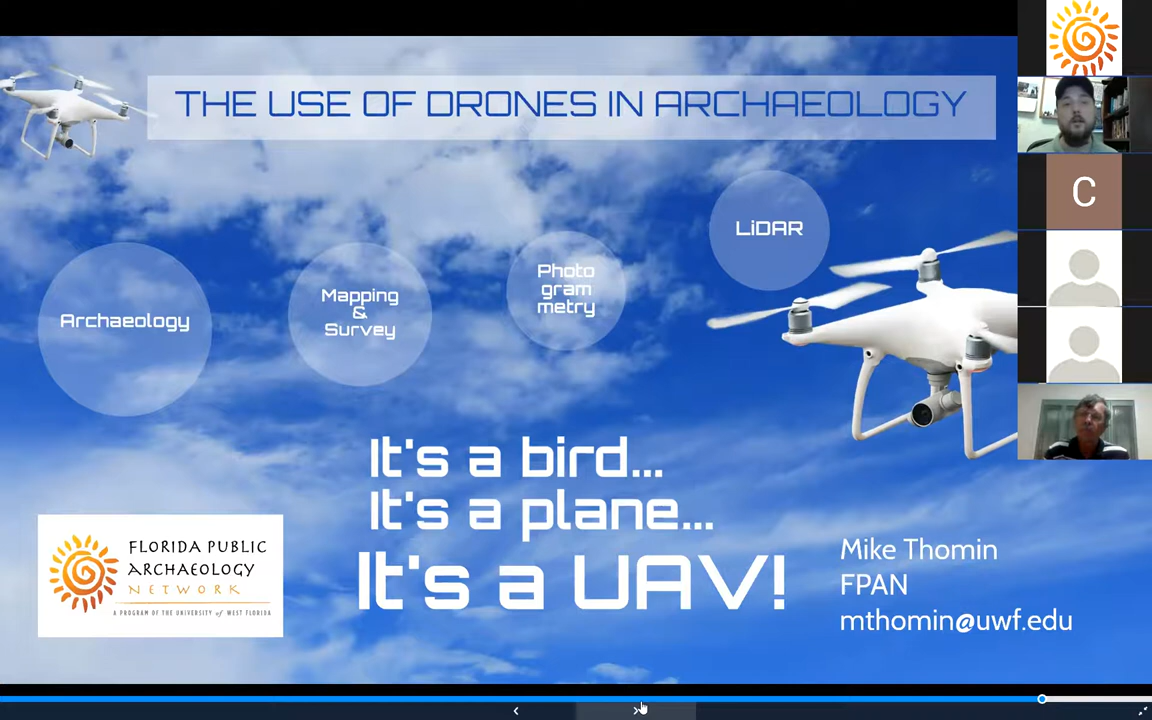 THE USE OF DRONES IN ARCHAEOLOGY
LiDAR
Photo
gram
metry
Mapping
&
Survey
Archaeology
C
It's a bird...
It's a plane...
It's a UAV!
FLORIDA PUBLIC
ARCHAEOLOGY
NETWORK
A PROGRAM OF THE UNIVERSITY OF WEST FLORIDA
Mike Thomin
FPAN
mthomin@uwf.edu